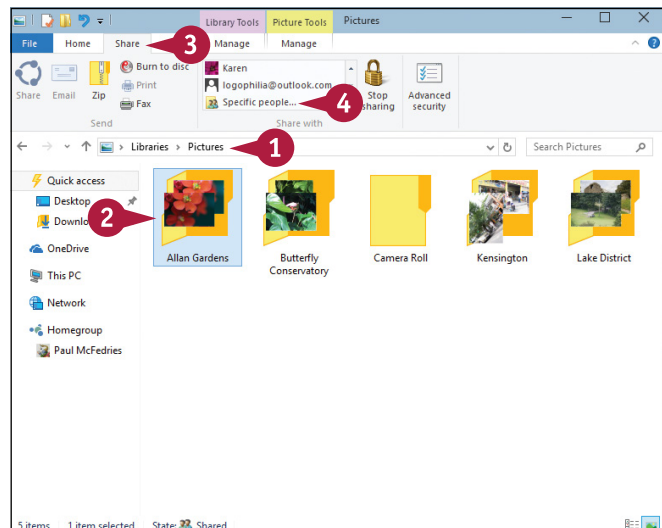 Library Tools Picture Tools Pictures
File Home Share 3 Manage Manage
Share Email Zip
Burn to disc
Print
Fax
Send
Karen
logophilia@outlook.com
Specific people... 4
Stop sharing
Advanced security
Share with
Libraries Pictures 1 Search Pictures
Quick access
Desktop
2
OneDrive
This PC
Network
Homegroup
Paul McFedries
Allan Gardens
Butterfly Conservatory
Camera Roll
Kensington
Lake District
5 items 1 item selected State: Shared